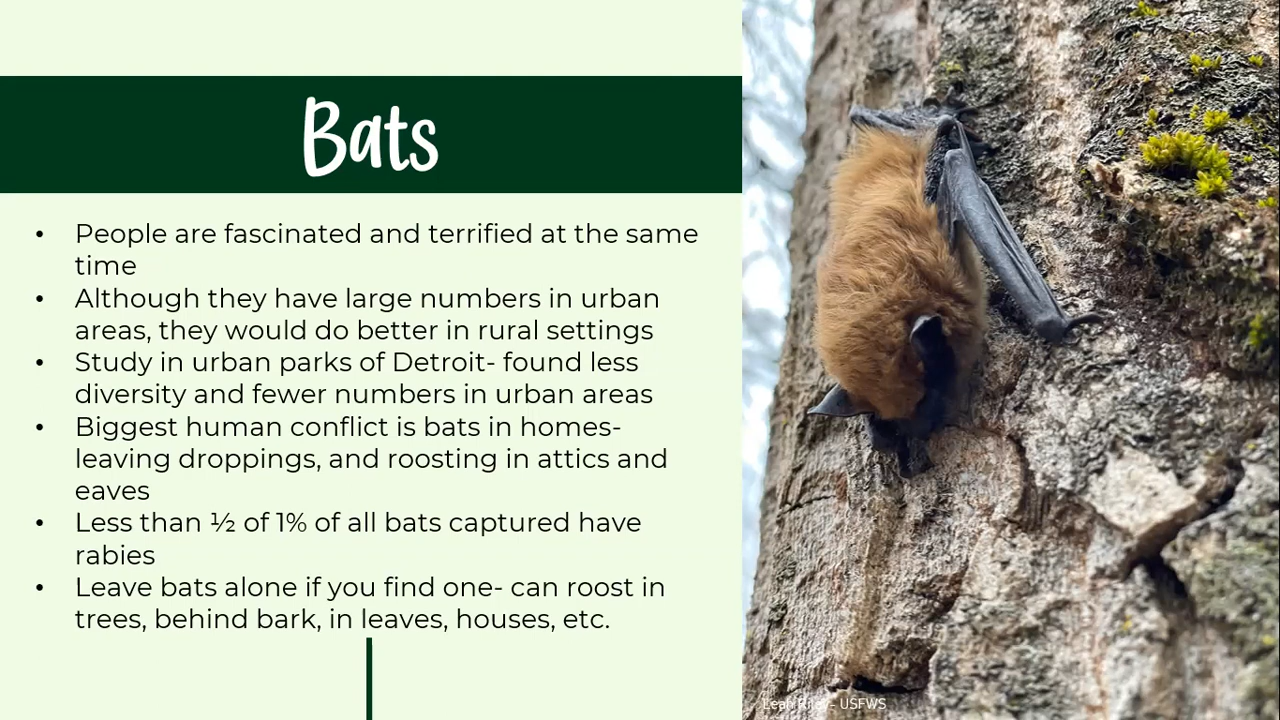 Bats
• People are fascinated and terrified at the same
time
• Although they have large numbers in urban
areas, they would do better in rural settings
• Study in urban parks of Detroit- found less
diversity and fewer numbers in urban areas
• Biggest human conflict is bats in homes-
leaving droppings, and roosting in attics and
eaves
• Less than ½ of 1% of all bats captured have
rabies
• Leave bats alone if you find one- can roost in
trees, behind bark, in leaves, houses, etc.
Leah Riley – USFWS